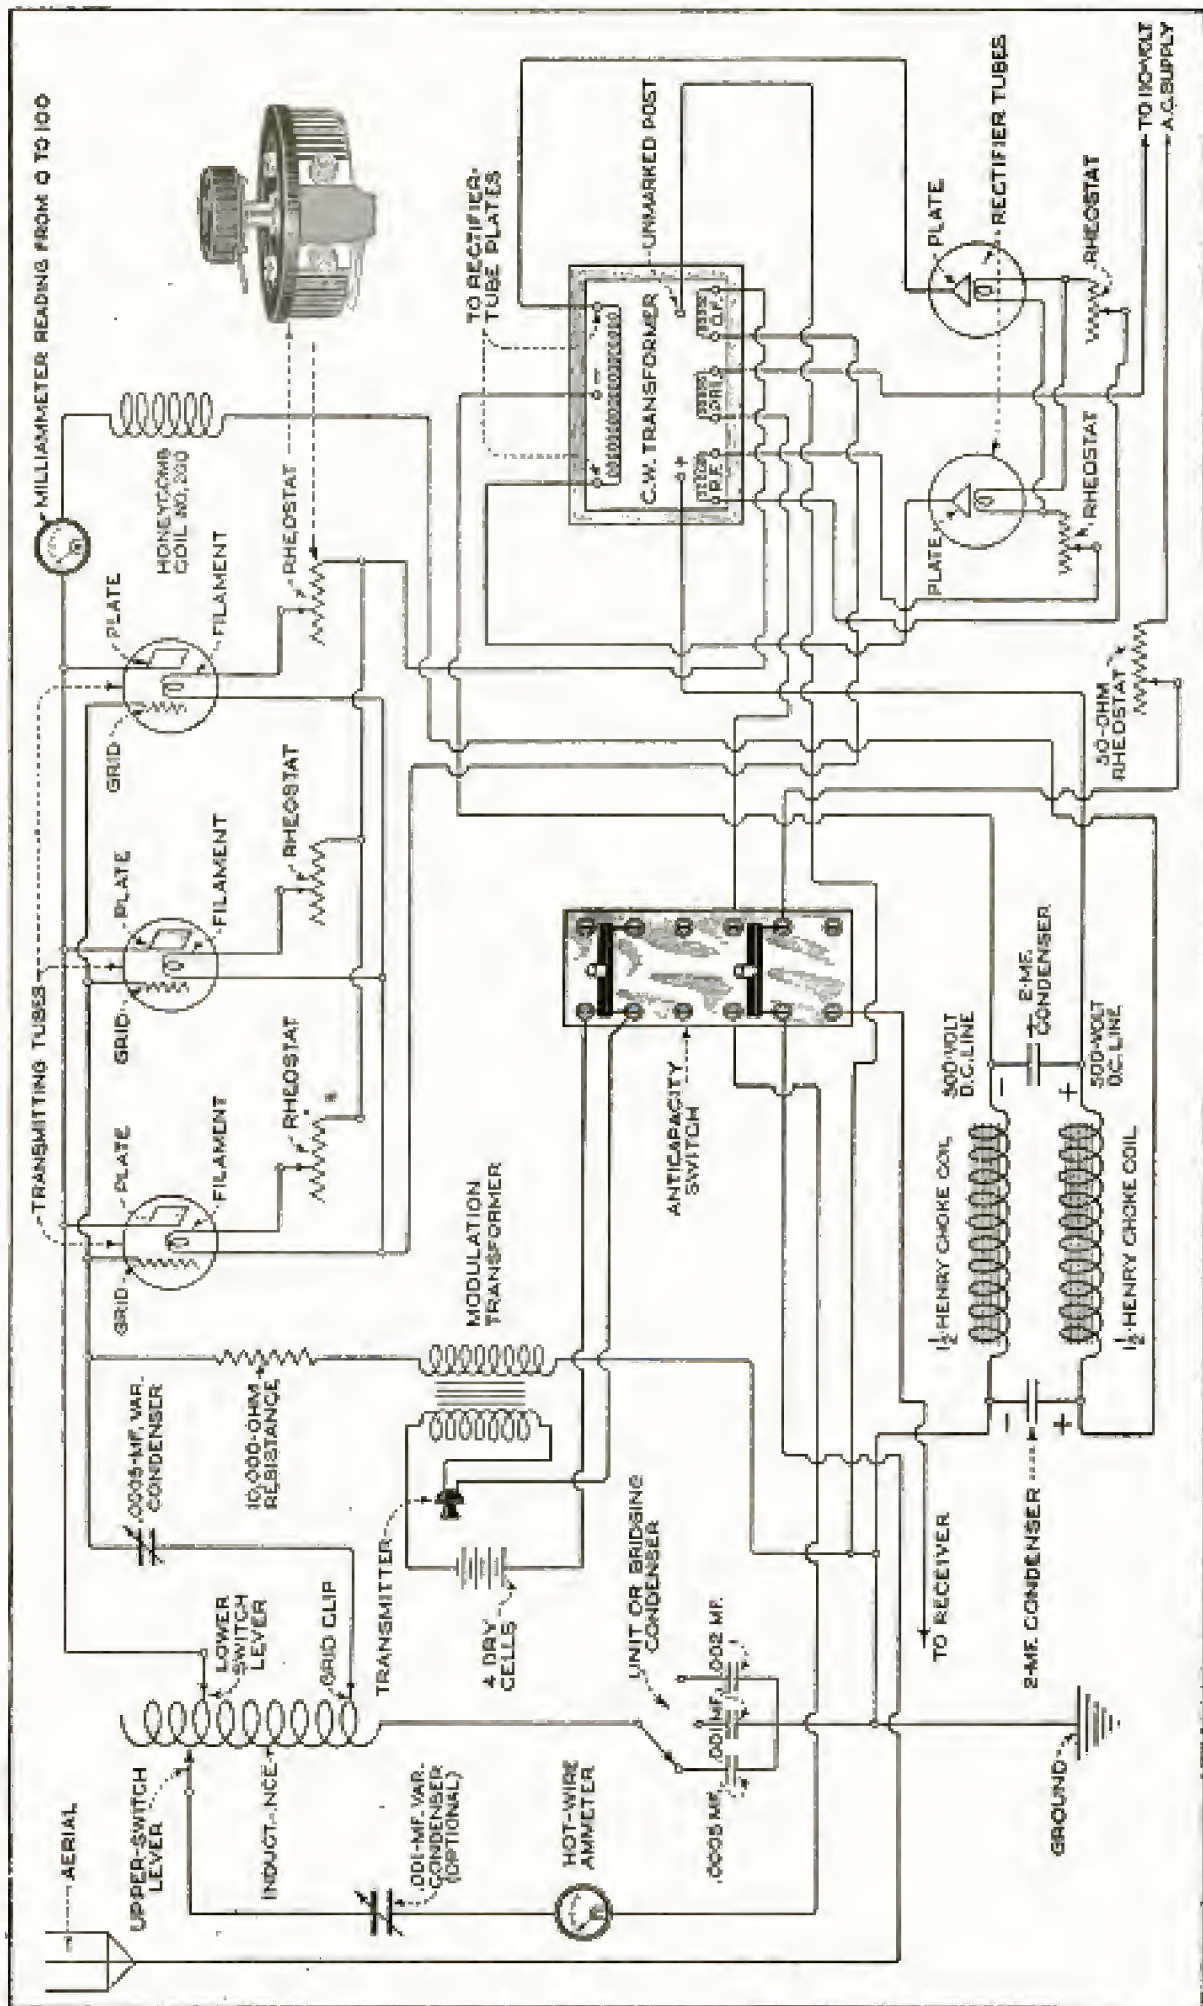 AERIAL
UPPER-SWITCH
LEVER
INDUCT.NCE
.001-MF. VAR.
CONDENSER
(OPTIONAL)
HOT-WIRE
AMMETER
.0005 MF.
.001 MF.
.002 MF.
GROUND
LOWER
SWITCH
LEVER
GRID CLIP
TRANSMITTER
4 DRY
CELLS
UNIT OR BRIDGING
CONDENSER
TO RECEIVER
2-MF. CONDENSER
.0005-MF. VAR.
CONDENSER
10,000-OHM
RESISTANCE
MODULATION
TRANSFORMER
TRANSMITTING TUBES
GRID
PLATE
FILAMENT
RHEOSTAT
GRID
PLATE
FILAMENT
RHEOSTAT
GRID
PLATE
FILAMENT
RHEOSTAT
MILLIAMMETER READING FROM 0 TO 100
HONEYCOMB
COIL NO. 200
ANTICAPACITY
SWITCH
1½-HENRY CHOKE COIL
1½-HENRY CHOKE COIL
500-VOLT
D.C. LINE
2-MF.
CONDENSER
500-VOLT
D.C. LINE
− +
− +
TO RECTIFIER-
TUBE PLATES
C.W. TRANSFORMER
− +
R.F.
PRI.
O.F.
UNMARKED POST
PLATE
PLATE
RECTIFIER TUBES
RHEOSTAT
RHEOSTAT
50-OHM
RHEOSTAT
TO 110-VOLT
A.C. SUPPLY